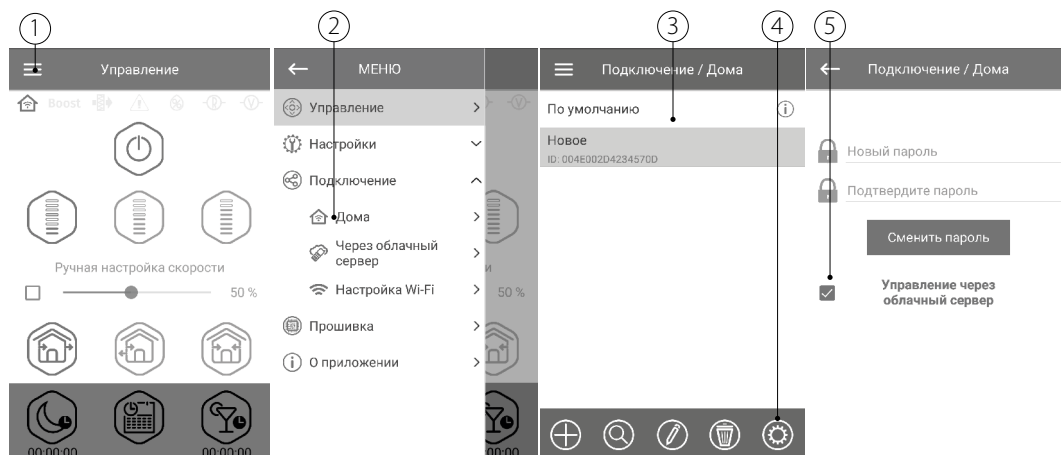 1
2
3
4
5
Управление
Boost
Ручная настройка скорости
50 %
00:00:00
00:00:00
МЕНЮ
Управление
Настройки
Подключение
Дома
Через облачный
сервер
Настройка Wi-Fi
Прошивка
О приложении
и
50 %
00:00
Подключение / Дома
По умолчанию
Новое
ID: 004E002D4234570D
Подключение / Дома
Новый пароль
Подтвердите пароль
Сменить пароль
Управление через
облачный сервер